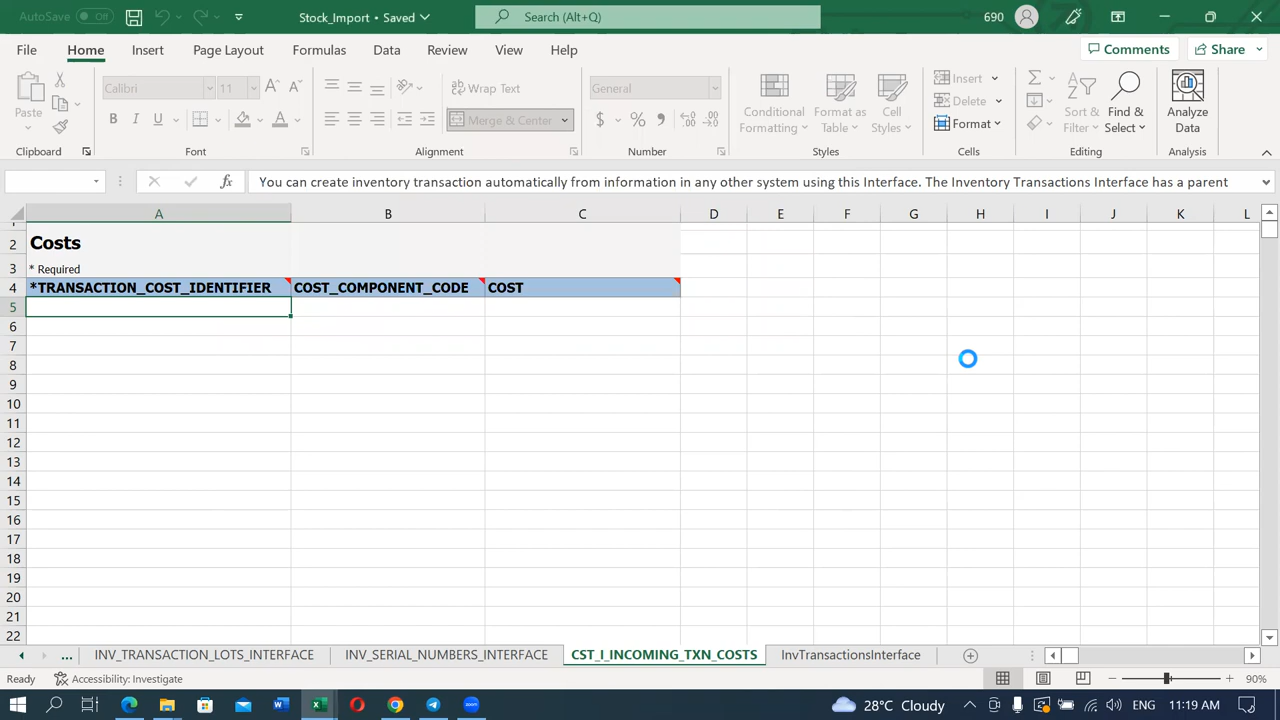 AutoSave Off
Stock_Import • Saved
Search (Alt+Q)
690
File Home Insert Page Layout Formulas Data Review View Help
Comments
Share
Paste
Calibri 11
Wrap Text
Merge & Center
General
Conditional Formatting
Format as Table
Cell Styles
Insert
Delete
Format
Sort & Filter
Find & Select
Analyze Data
Clipboard Font Alignment Number Styles Cells Editing Analysis
fx You can create inventory transaction automatically from information in any other system using this Interface. The Inventory Transactions Interface has a parent
A B C D E F G H I J K L
2 Costs
3 * Required
4 *TRANSACTION_COST_IDENTIFIER COST_COMPONENT_CODE COST
5
6
7
8
9
10
11
12
13
14
15
16
17
18
19
20
21
22
... INV_TRANSACTION_LOTS_INTERFACE INV_SERIAL_NUMBERS_INTERFACE CST_I_INCOMING_TXN_COSTS InvTransactionsInterface
Ready Accessibility: Investigate 90%
28°C Cloudy ENG 11:19 AM